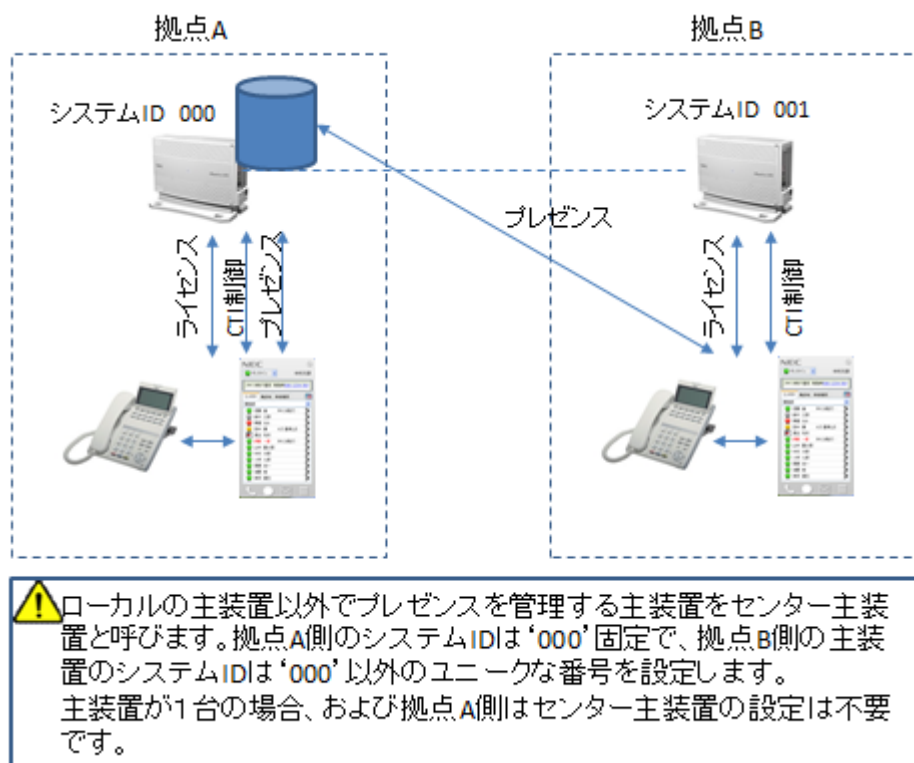 拠点A
拠点B
システムID 000
システムID 001
プレゼンス
ライセンス
CTI制御
プレゼンス
ライセンス
CTI制御
NEC
ローカルの主装置以外でプレゼンスを管理する主装置をセンター主装
置と呼びます。拠点A側のシステムIDは‘000’固定で、拠点B側の主装
置のシステムIDは‘000’以外のユニークな番号を設定します。
主装置が1台の場合、および拠点A側はセンター主装置の設定は不要
です。